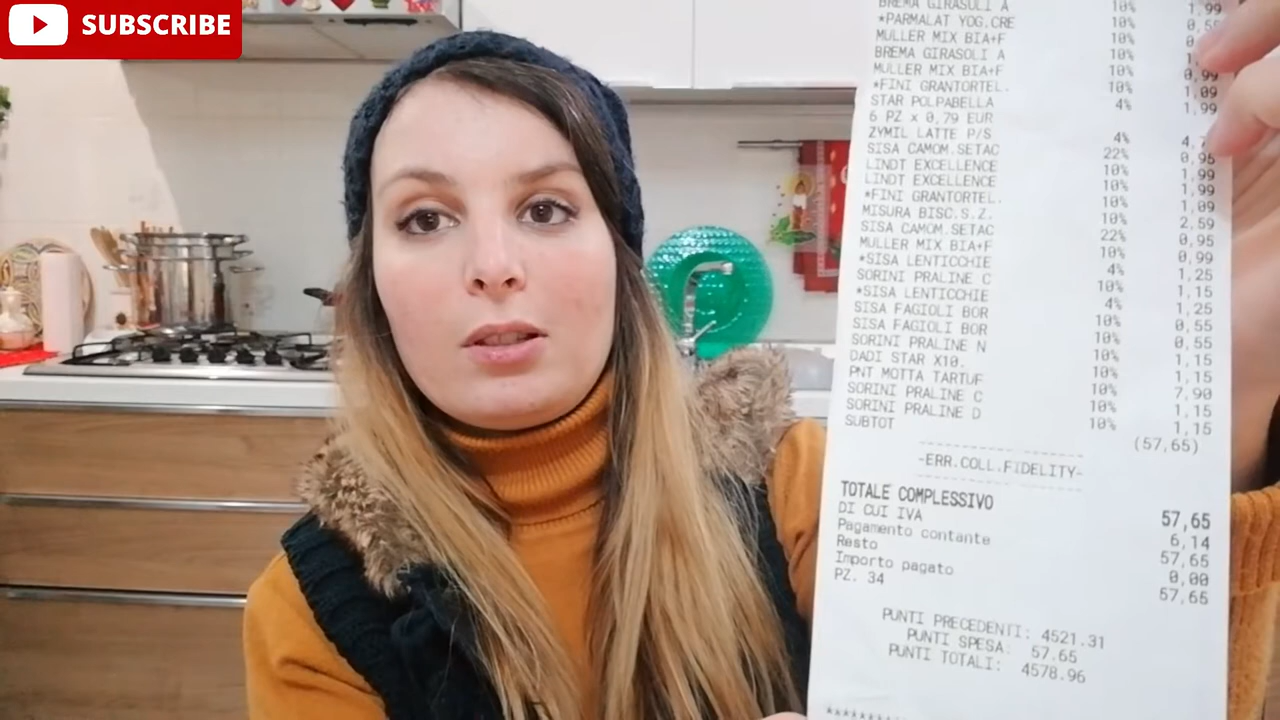 SUBSCRIBE
BREMA GIRASOLI A 10% 1,99
*PARMALAT YOG.CRE 10% 0,55
MULLER MIX BIA+F 10%
BREMA GIRASOLI A 10%
MULLER MIX BIA+F 10% 0,99
*FINI GRANTORTEL. 10% 1,09
STAR POLPABELLA 4% 1,99
6 PZ x 0,79 EUR
ZYMIL LATTE P/S 4%
SISA CAMOM.SETAC 22% 0,95
LINDT EXCELLENCE 10% 1,99
LINDT EXCELLENCE 10% 1,99
*FINI GRANTORTEL. 10% 1,09
MISURA BISC.S.Z. 10% 2,59
SISA CAMOM.SETAC 22% 0,95
MULLER MIX BIA+F 10% 0,99
*SISA LENTICCHIE 4% 1,25
SORINI PRALINE C 10% 1,15
*SISA LENTICCHIE 4% 1,25
SISA FAGIOLI BOR 10% 0,55
SISA FAGIOLI BOR 10% 0,55
SORINI PRALINE N 10% 1,15
DADI STAR X10. 10% 1,15
PNT MOTTA TARTUF 10% 7,90
SORINI PRALINE C 10% 1,15
SORINI PRALINE D 10% 1,15
SUBTOT (57,65)
-ERR.COLL.FIDELITY-
TOTALE COMPLESSIVO 57,65
DI CUI IVA 6,14
Pagamento contante 57,65
Resto 0,00
Importo pagato 57,65
PZ. 34
PUNTI PRECEDENTI: 4521.31
PUNTI SPESA: 57.65
PUNTI TOTALI: 4578.96